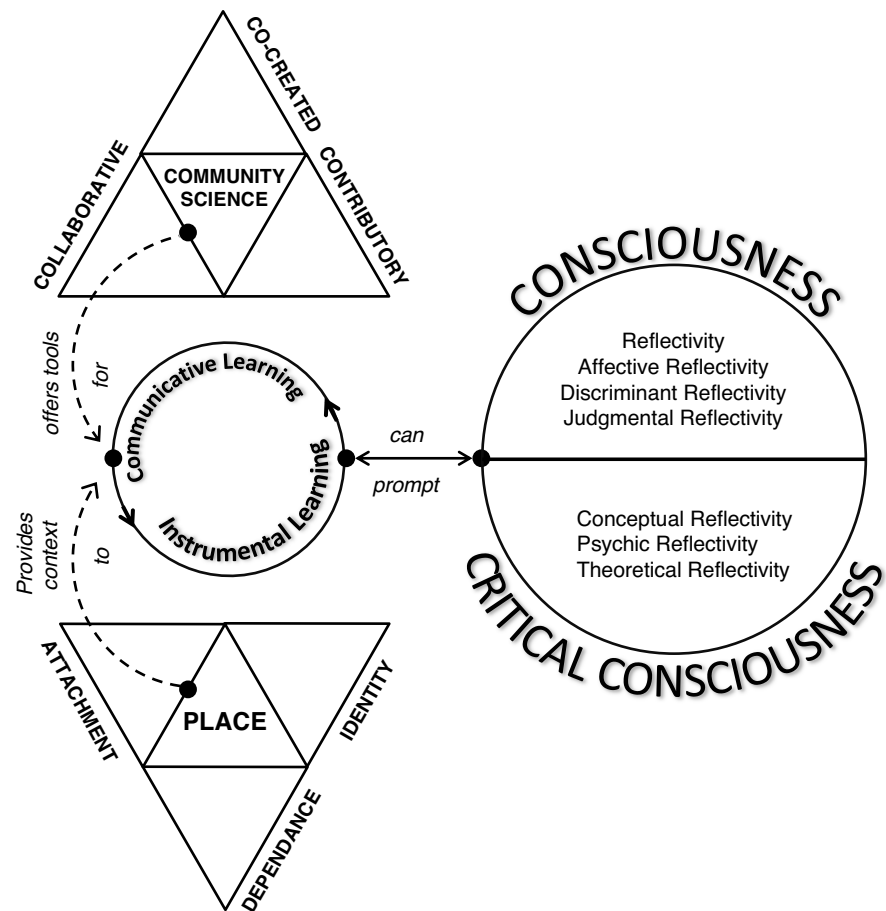 CO-CREATED
COLLABORATIVE
CONTRIBUTORY
COMMUNITY
SCIENCE
offers tools
for
Communicative Learning
Instrumental Learning
can
prompt
CONSCIOUSNESS
Reflectivity
Affective Reflectivity
Discriminant Reflectivity
Judgmental Reflectivity
Conceptual Reflectivity
Psychic Reflectivity
Theoretical Reflectivity
CRITICAL CONSCIOUSNESS
Provides
context
to
ATTACHMENT
IDENTITY
PLACE
DEPENDANCE